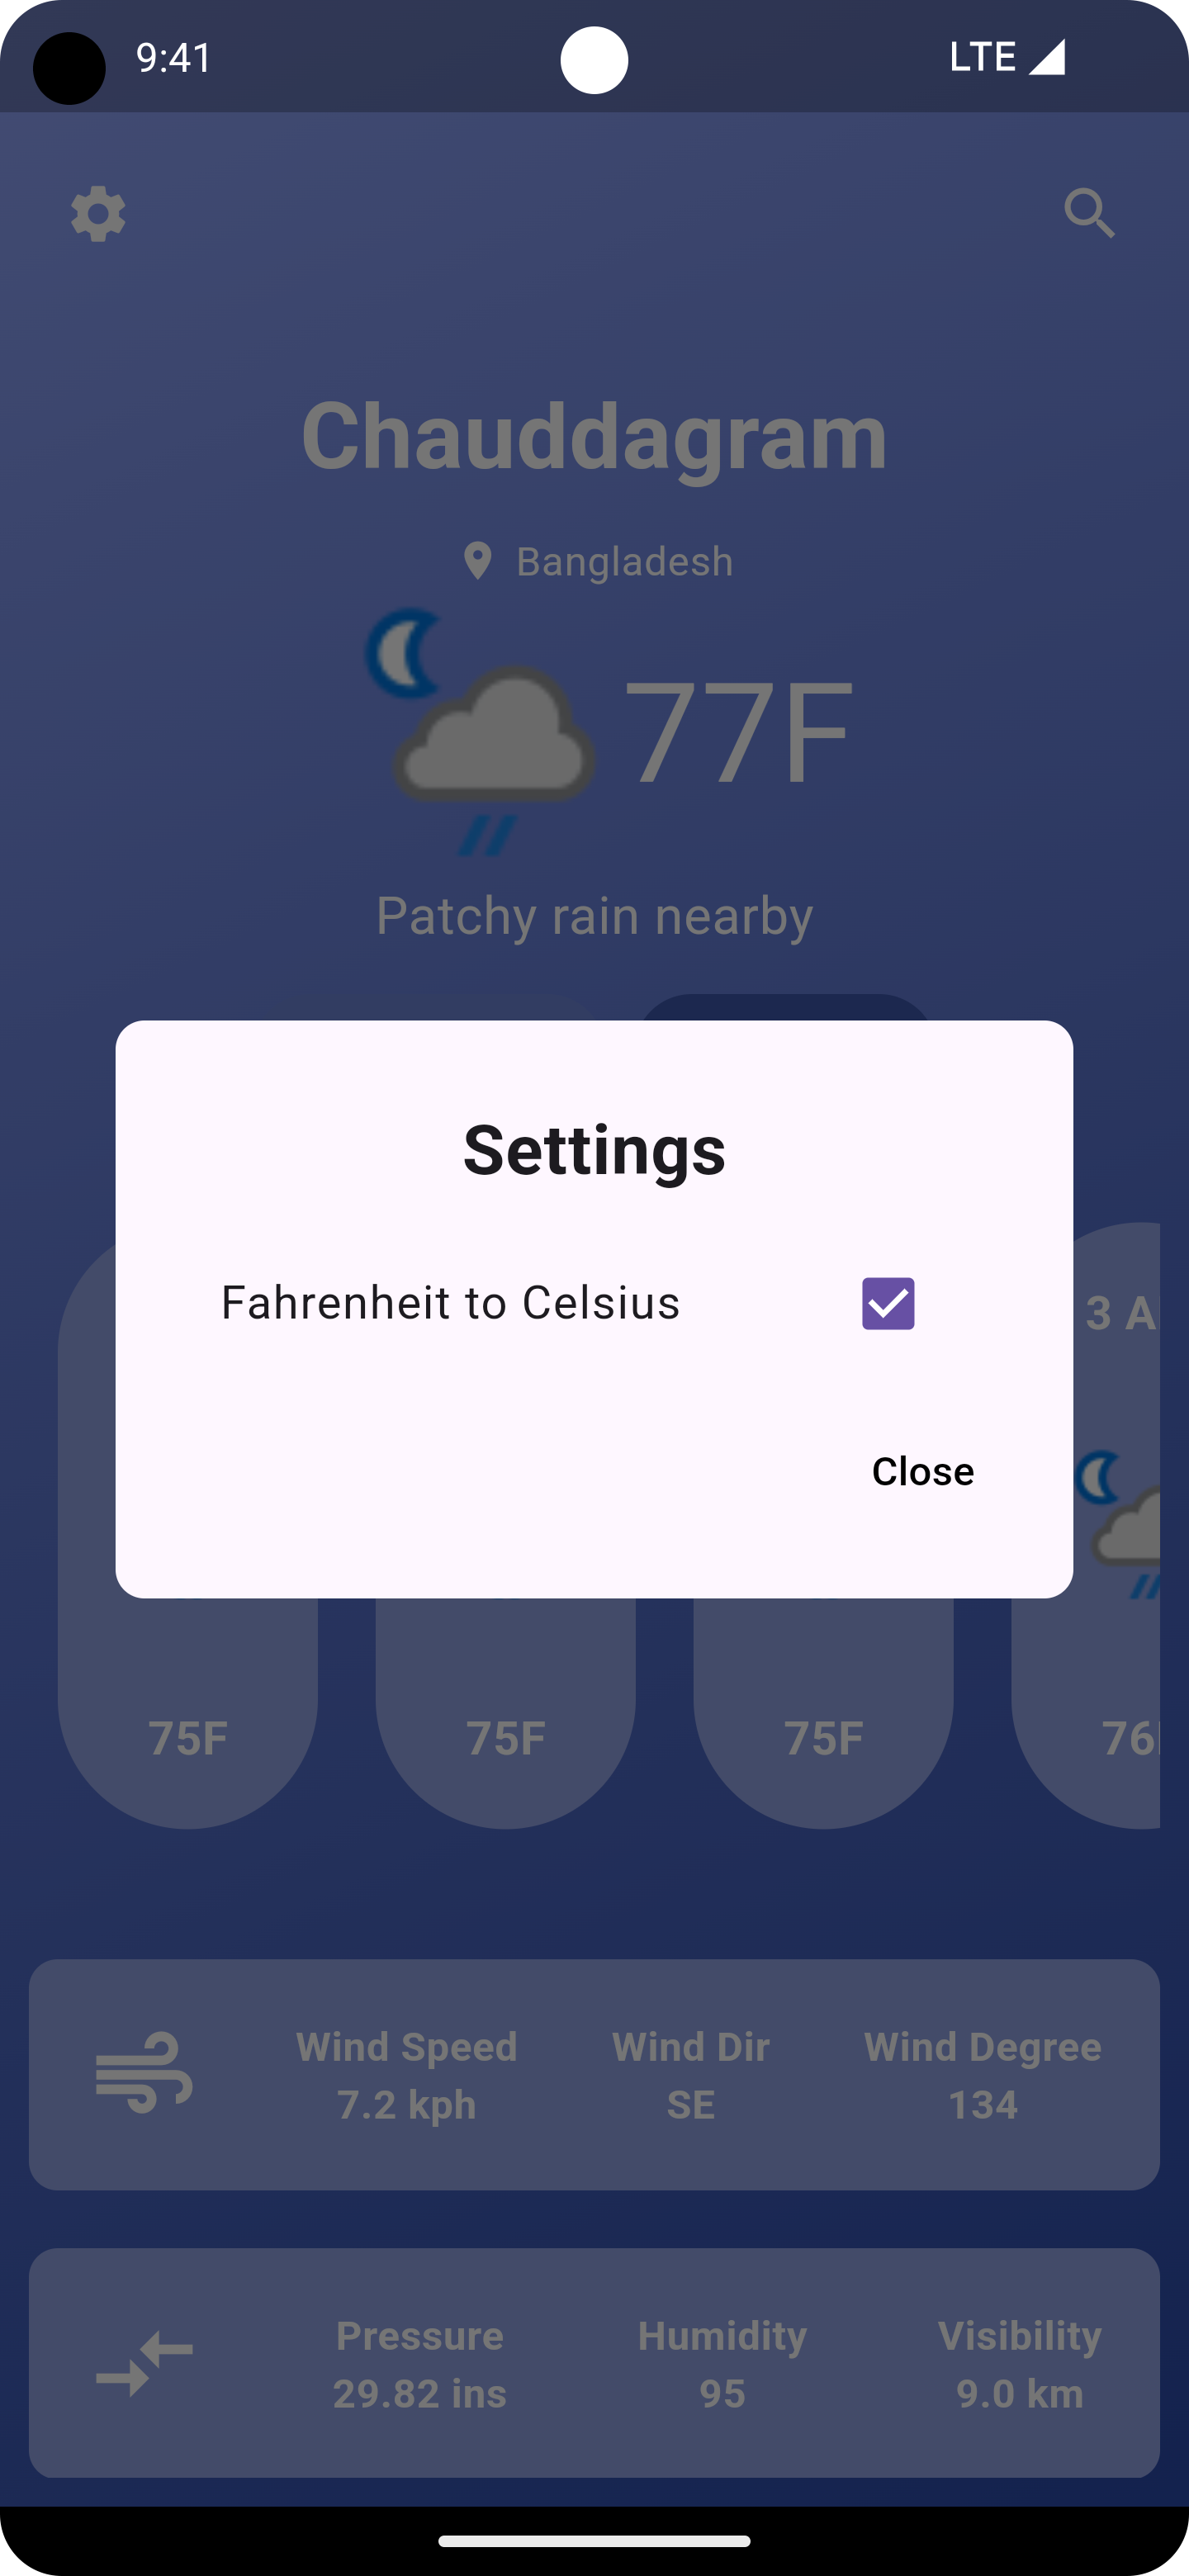 9:41
LTE
Chauddagram
Bangladesh
77F
Patchy rain nearby
Settings
Fahrenheit to Celsius
Close
3 A
75F
75F
75F
76
Wind Speed
Wind Dir
Wind Degree
7.2 kph
SE
134
Pressure
Humidity
Visibility
29.82 ins
95
9.0 km